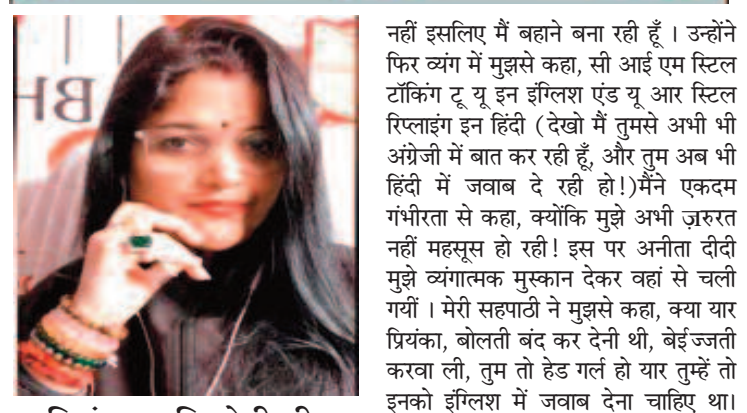 नहीं इसलिए मैं बहाने बना रही हूँ । उन्होंने
फिर व्यंग में मुझसे कहा, सी आई एम स्टिल
टॉकिंग टू यू इन इंग्लिश एंड यू आर स्टिल
रिप्लाइंग इन हिंदी (देखो मैं तुमसे अभी भी
अंग्रेजी में बात कर रही हूँ, और तुम अब भी
हिंदी में जवाब दे रही हो!)मैंने एकदम
गंभीरता से कहा, क्योंकि मुझे अभी ज़रुरत
नहीं महसूस हो रही! इस पर अनीता दीदी
मुझे व्यंगात्मक मुस्कान देकर वहां से चली
गयीं । मेरी सहपाठी ने मुझसे कहा, क्या यार
प्रियंका, बोलती बंद कर देनी थी, बेईज्जती
करवा ली, तुम तो हेड गर्ल हो यार तुम्हें तो
इनको इंग्लिश में जवाब देना चाहिए था।